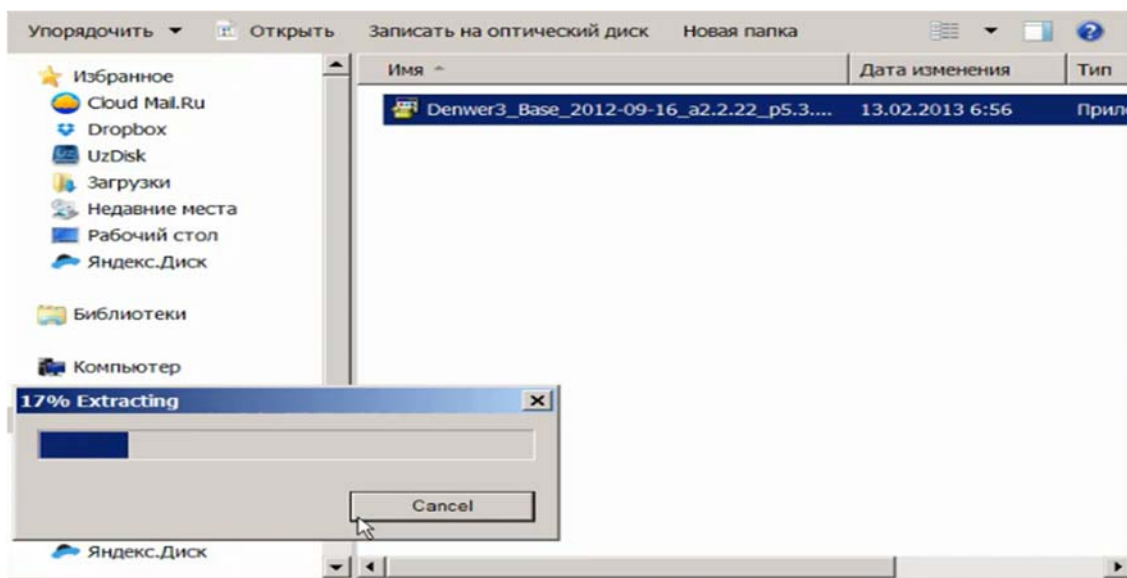 Упорядочить Открыть Записать на оптический диск Новая папка
Избранное
Cloud Mail.Ru
Dropbox
UzDisk
Загрузки
Недавние места
Рабочий стол
Яндекс.Диск
Библиотеки
Компьютер
Имя Дата изменения Тип
Denwer3_Base_2012-09-16_a2.2.22_p5.3.... 13.02.2013 6:56 Прил
17% Extracting
Cancel
Яндекс.Диск